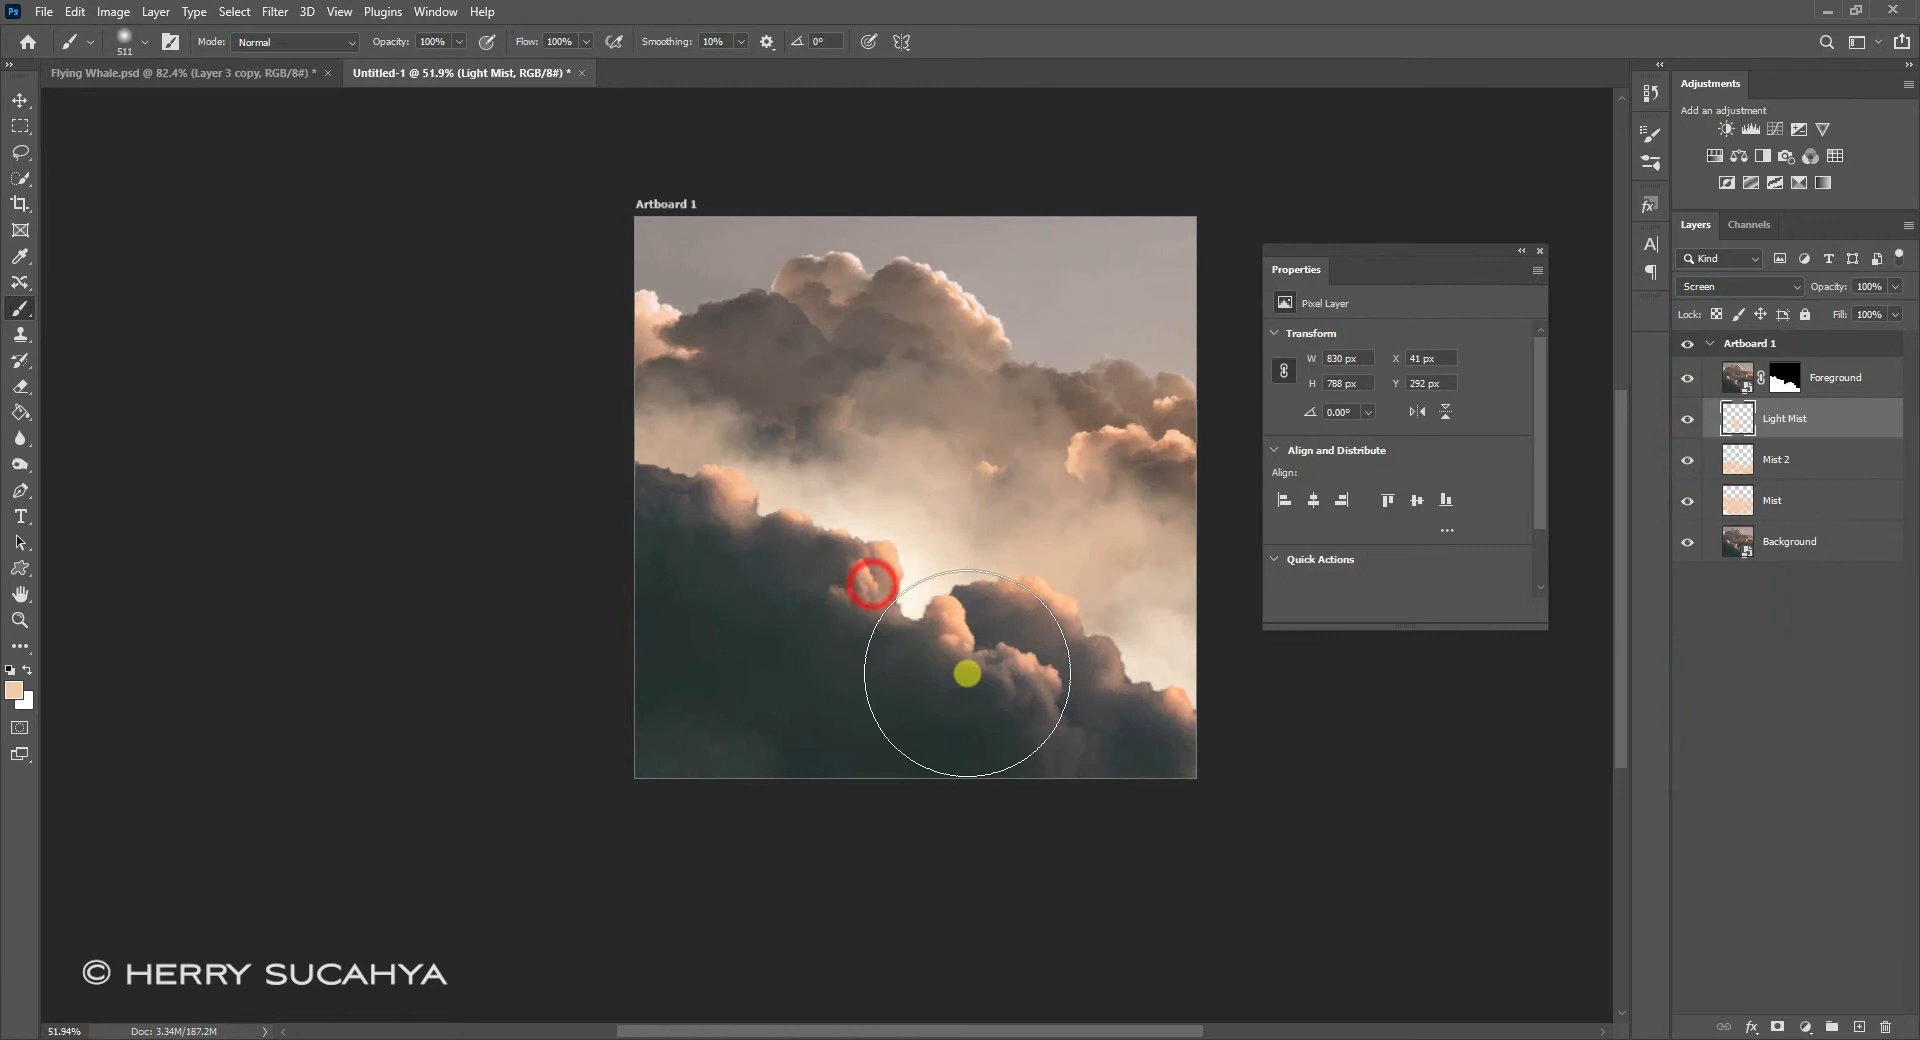 Ps File Edit Image Layer Type Select Filter 3D View Plugins Window Help
511 Mode: Normal Opacity: 100% Flow: 100% Smoothing: 10% 0°
Flying Whale.psd @ 82.4% (Layer 3 copy, RGB/8#) * × Untitled-1 @ 51.9% (Light Mist, RGB/8#) * ×
Artboard 1
Properties
Pixel Layer
Transform
W 830 px X 41 px
H 788 px Y 292 px
0.00°
Align and Distribute
Align:
Quick Actions
Adjustments
Add an adjustment
Layers Channels
Kind
Screen Opacity: 100%
Lock: Fill: 100%
Artboard 1
Foreground
Light Mist
Mist 2
Mist
Background
© HERRY SUCAHYA
51.94% Doc: 3.34M/187.2M